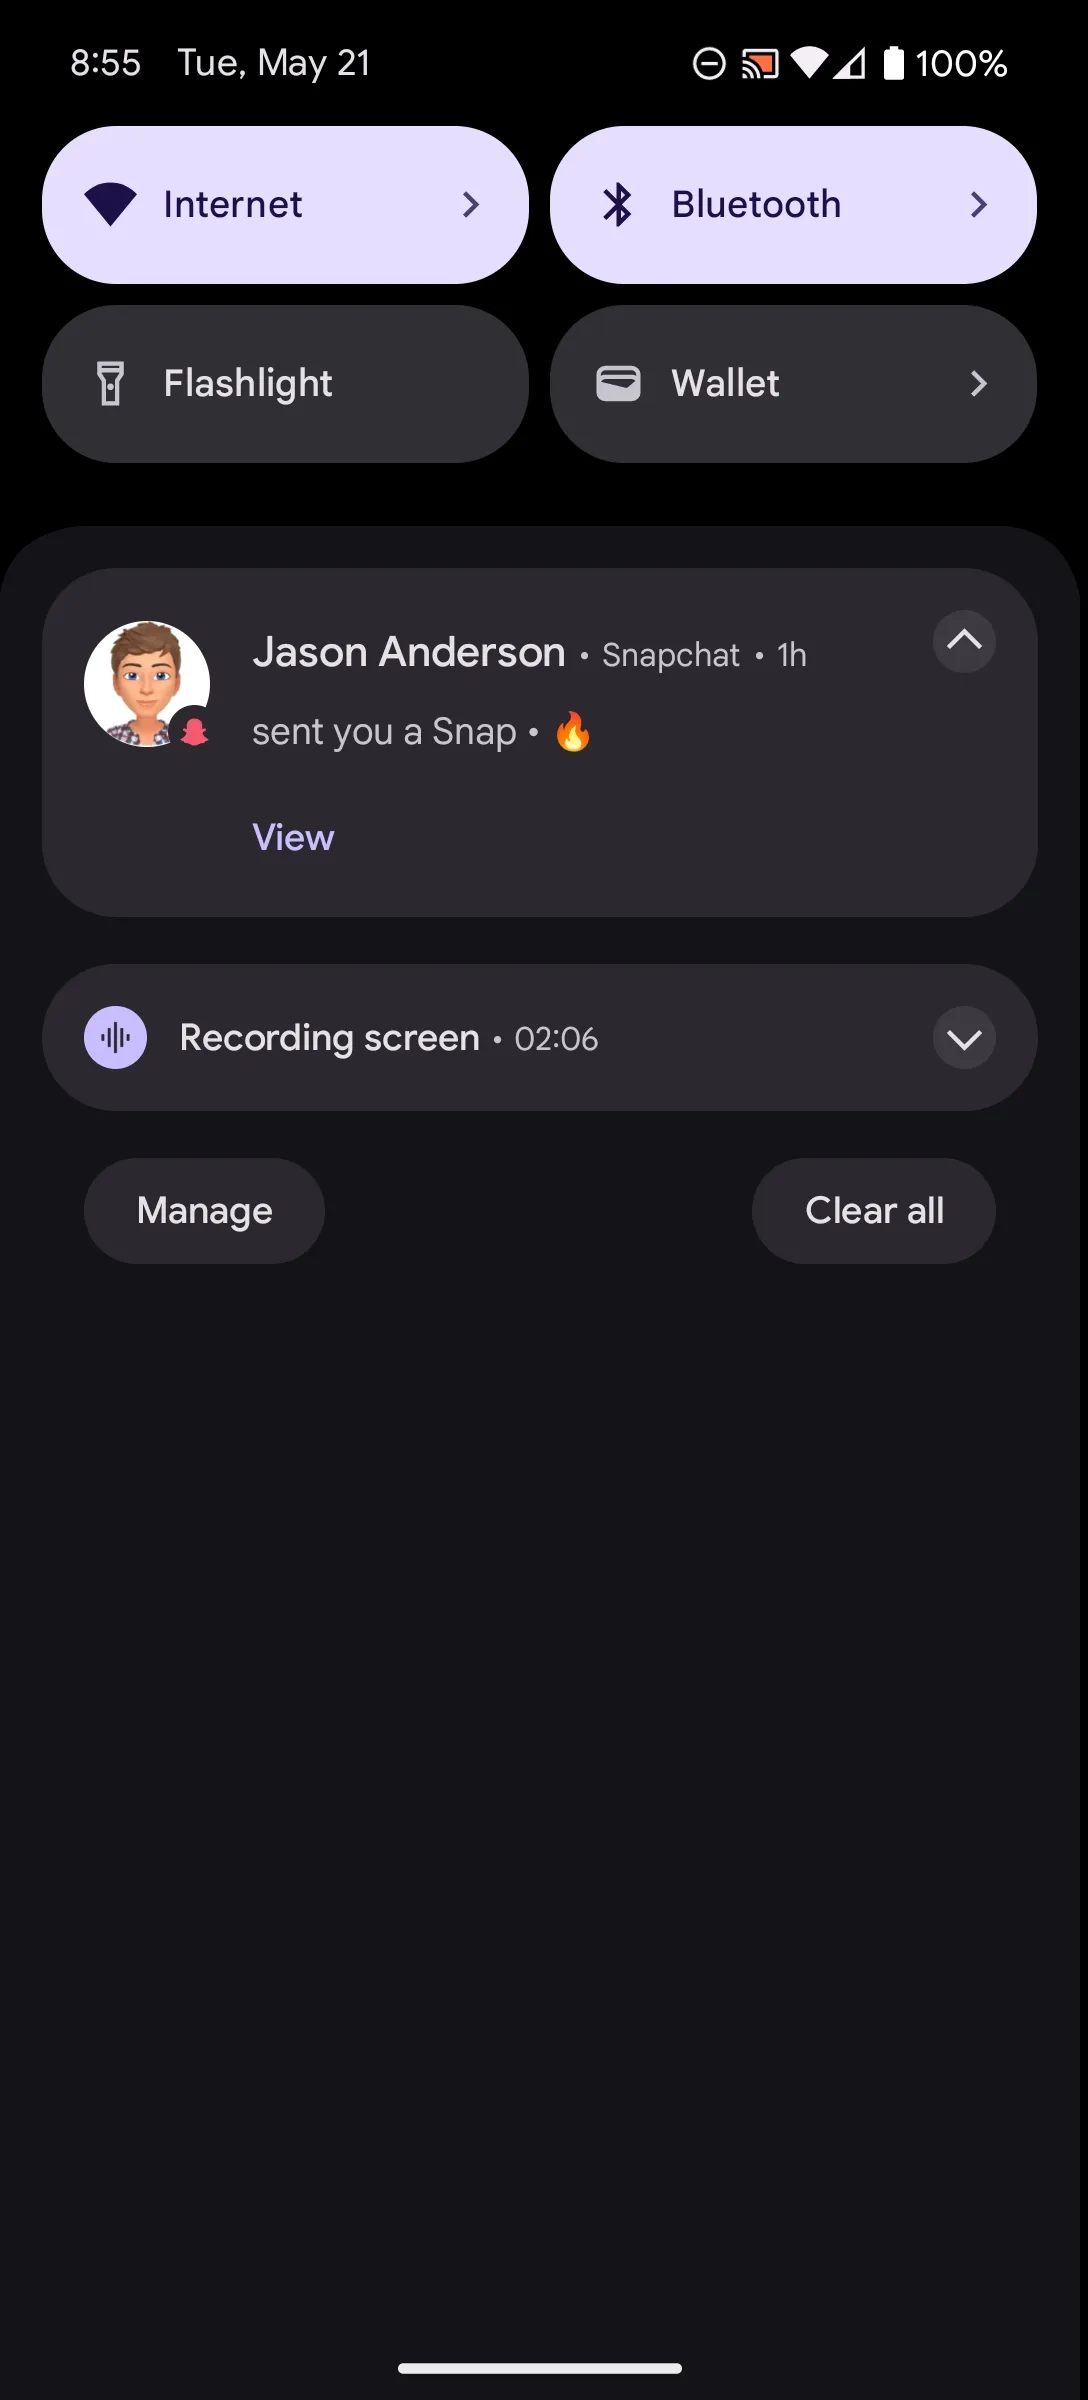 8:55 Tue, May 21 100%
Internet Bluetooth
Flashlight Wallet
Jason Anderson • Snapchat • 1h
sent you a Snap • 🔥
View
Recording screen • 02:06
Manage Clear all